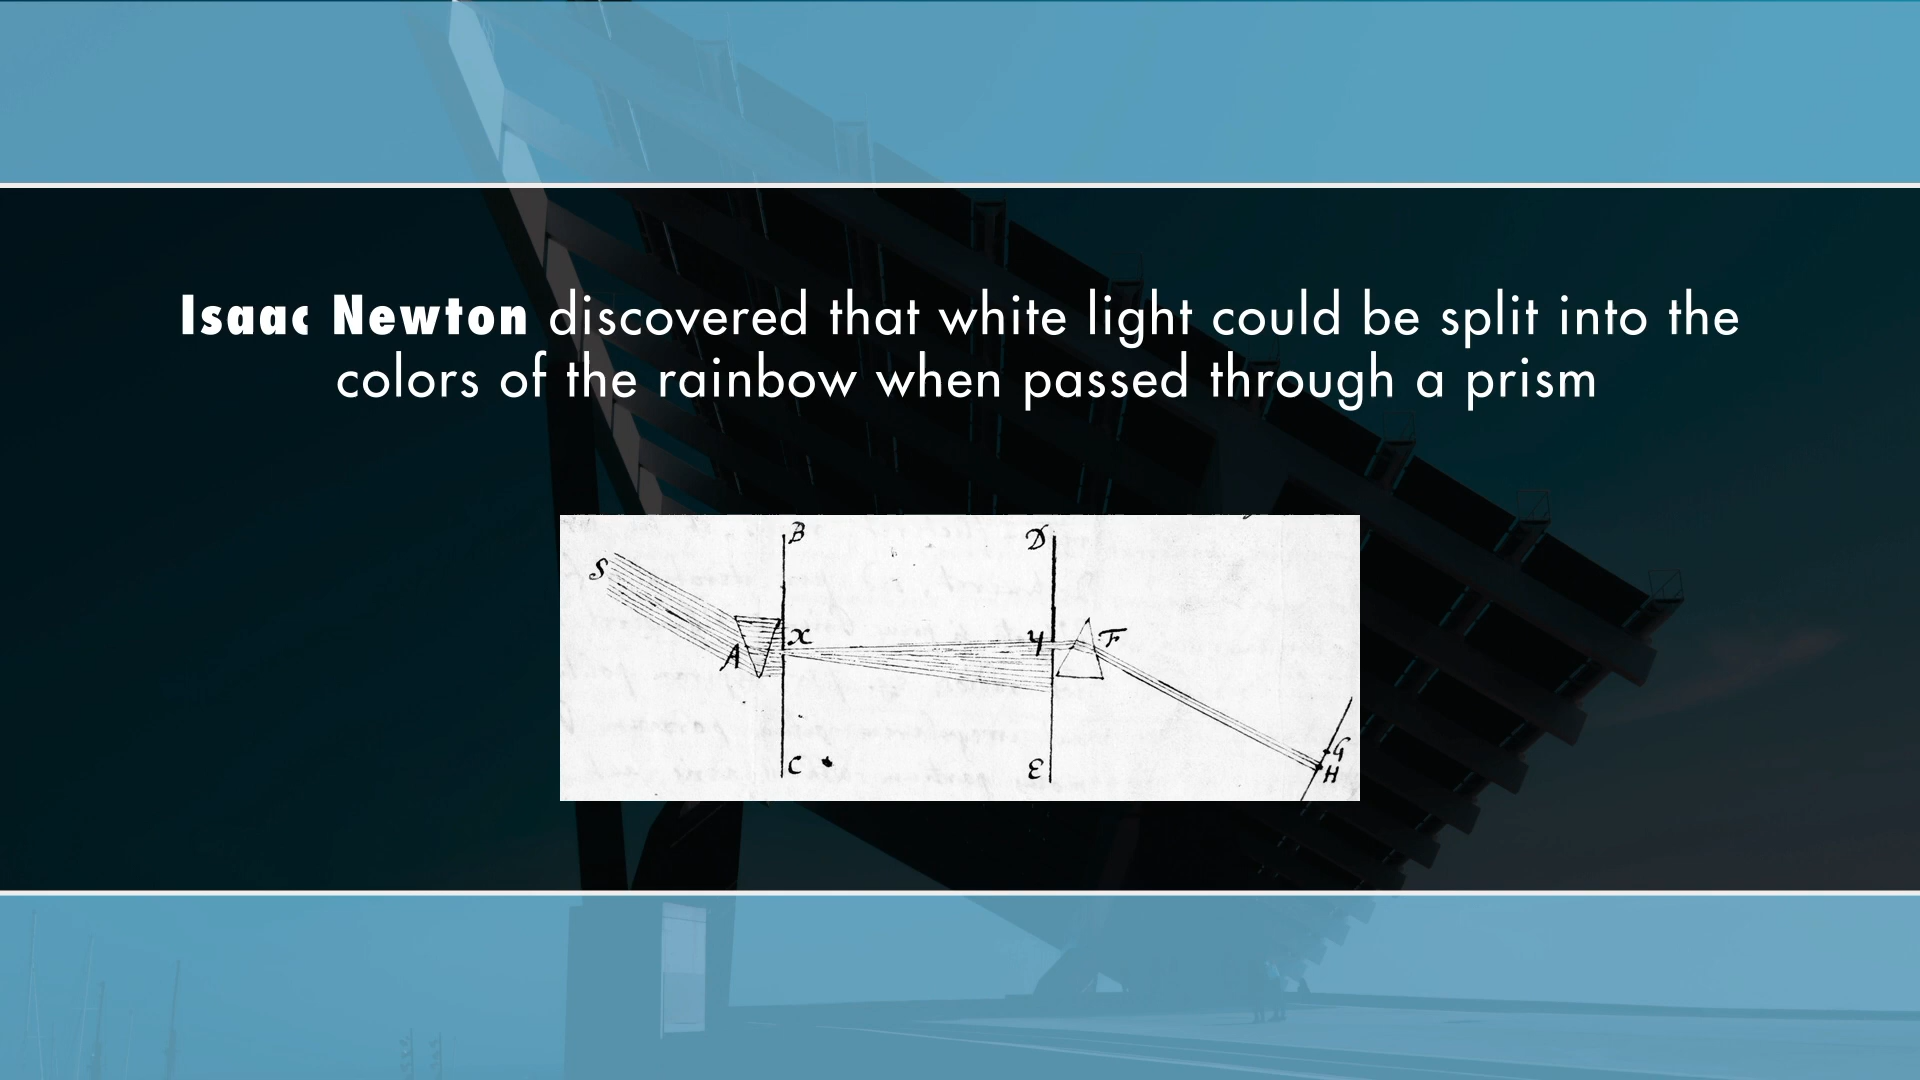 Isaac Newton discovered that white light could be split into the
colors of the rainbow when passed through a prism
B
D
S
X
Y
F
A
C
E
G
H